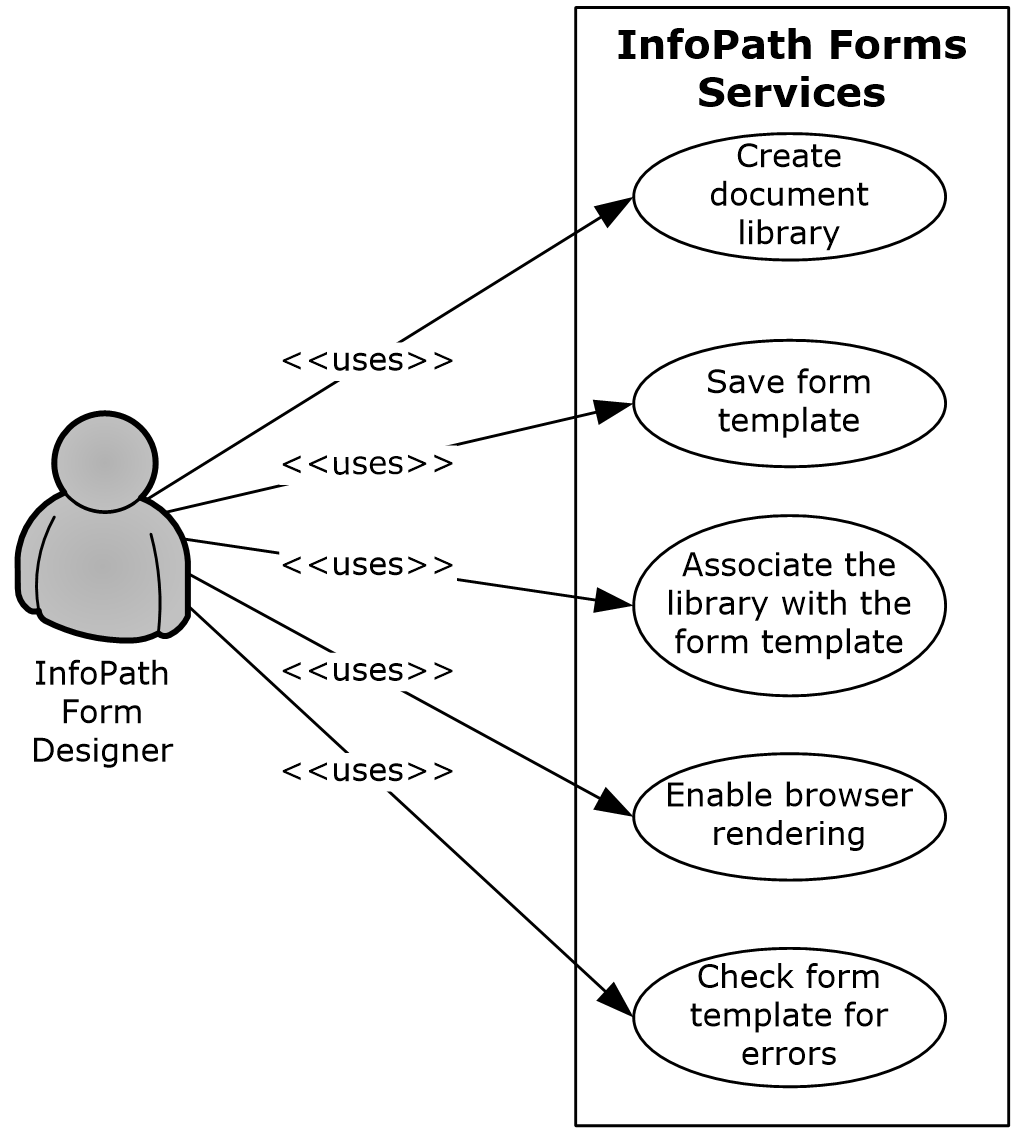 InfoPath Forms
Services
Create
document
library
<<uses>>
Save form
template
<<uses>>
Associate the
library with the
form template
<<uses>>
InfoPath
Form
Designer
<<uses>>
Enable browser
rendering
<<uses>>
Check form
template for
errors